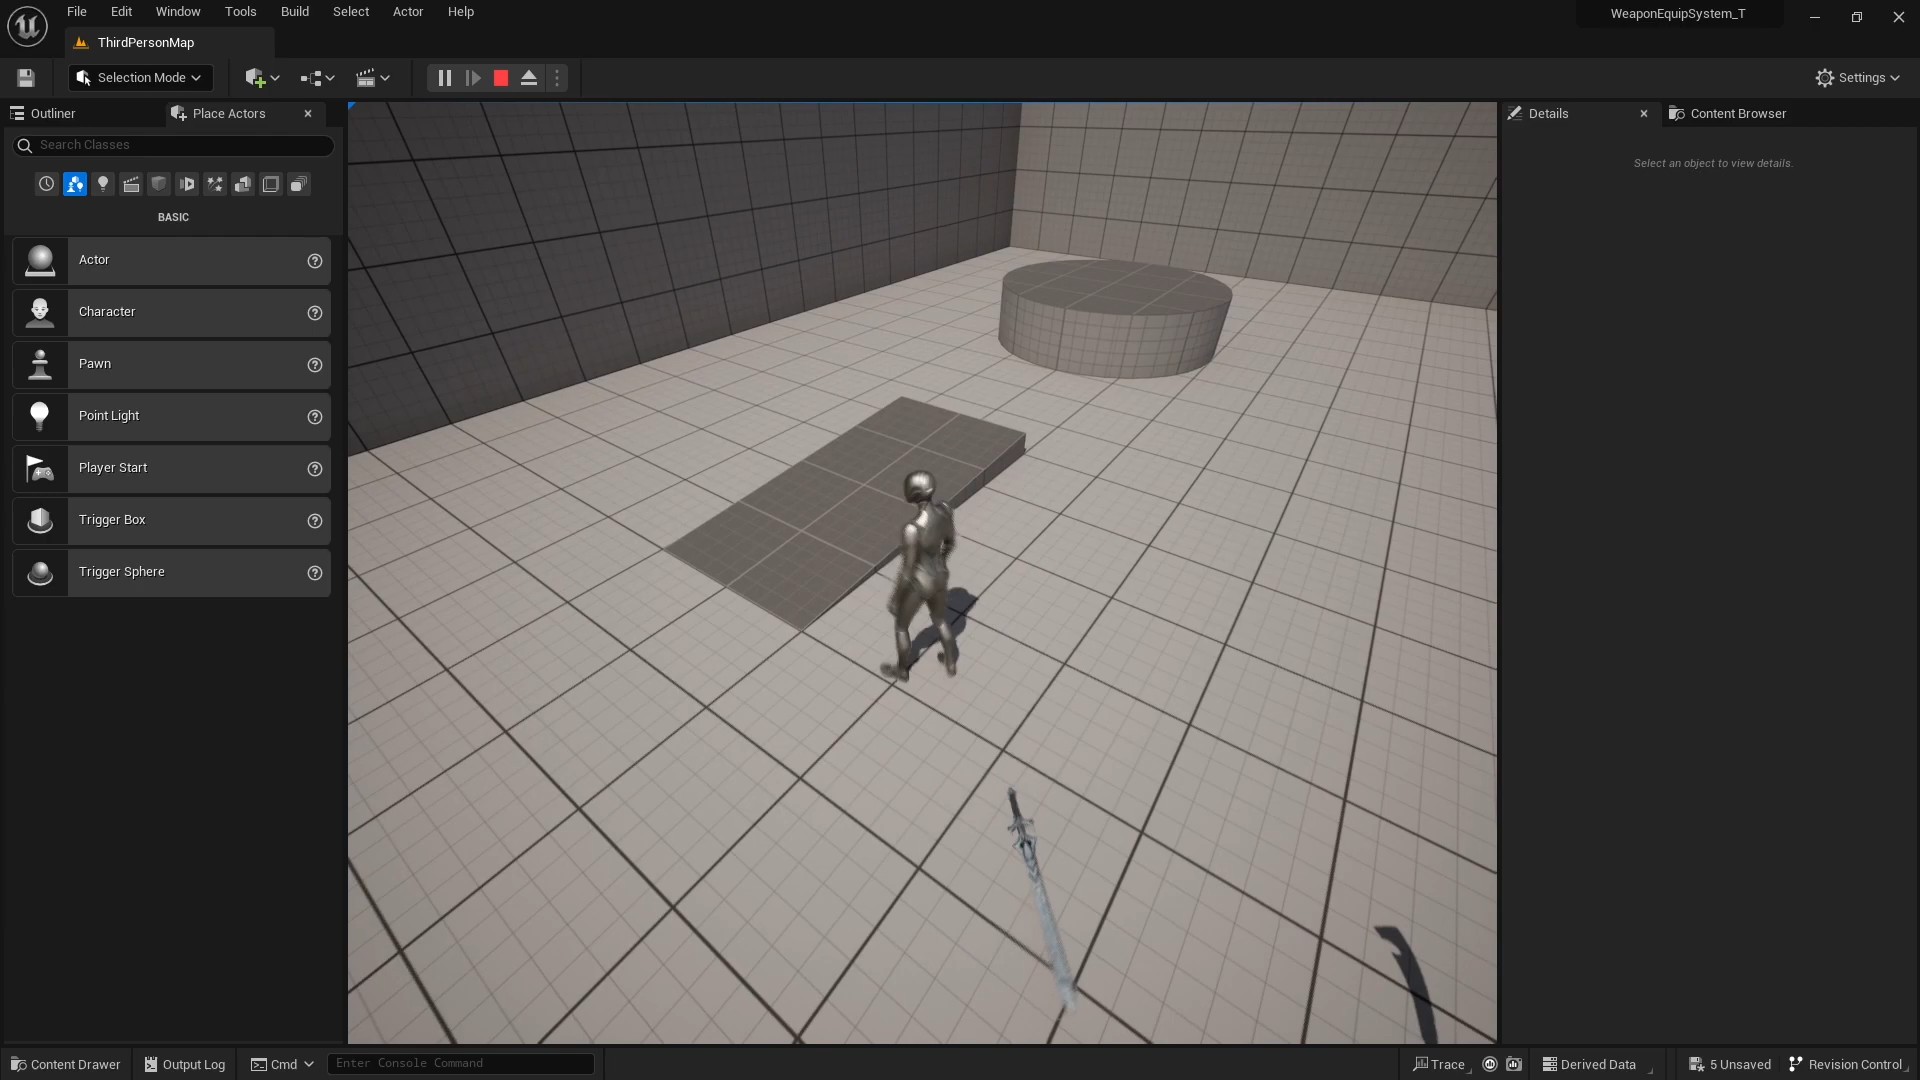 File Edit Window Tools Build Select Actor Help
WeaponEquipSystem_T
ThirdPersonMap
Selection Mode
Settings
Outliner
Place Actors
Details
Content Browser
Search Classes
Select an object to view details.
BASIC
Actor
Character
Pawn
Point Light
Player Start
Trigger Box
Trigger Sphere
Content Drawer
Output Log
Cmd
Enter Console Command
Trace
Derived Data
5 Unsaved
Revision Control